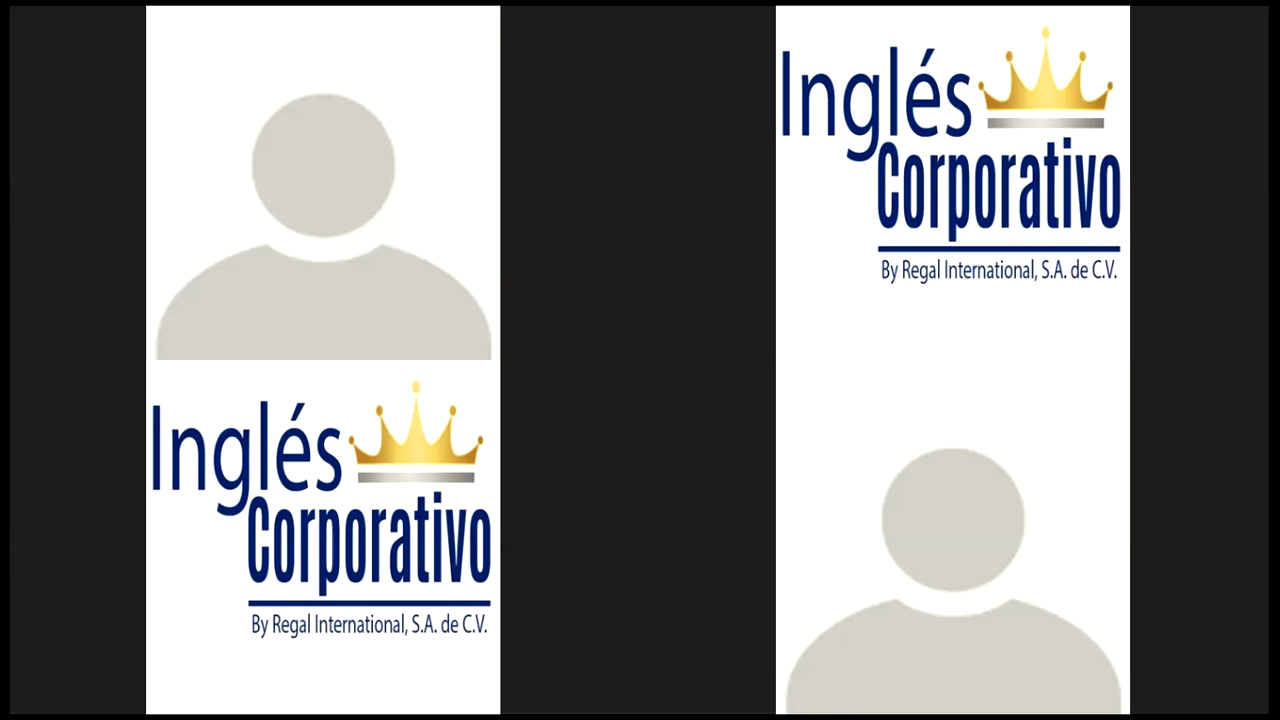 Inglés
Corporativo
By Regal International, S.A. de C.V.
Inglés
Corporativo
By Regal International, S.A. de C.V.